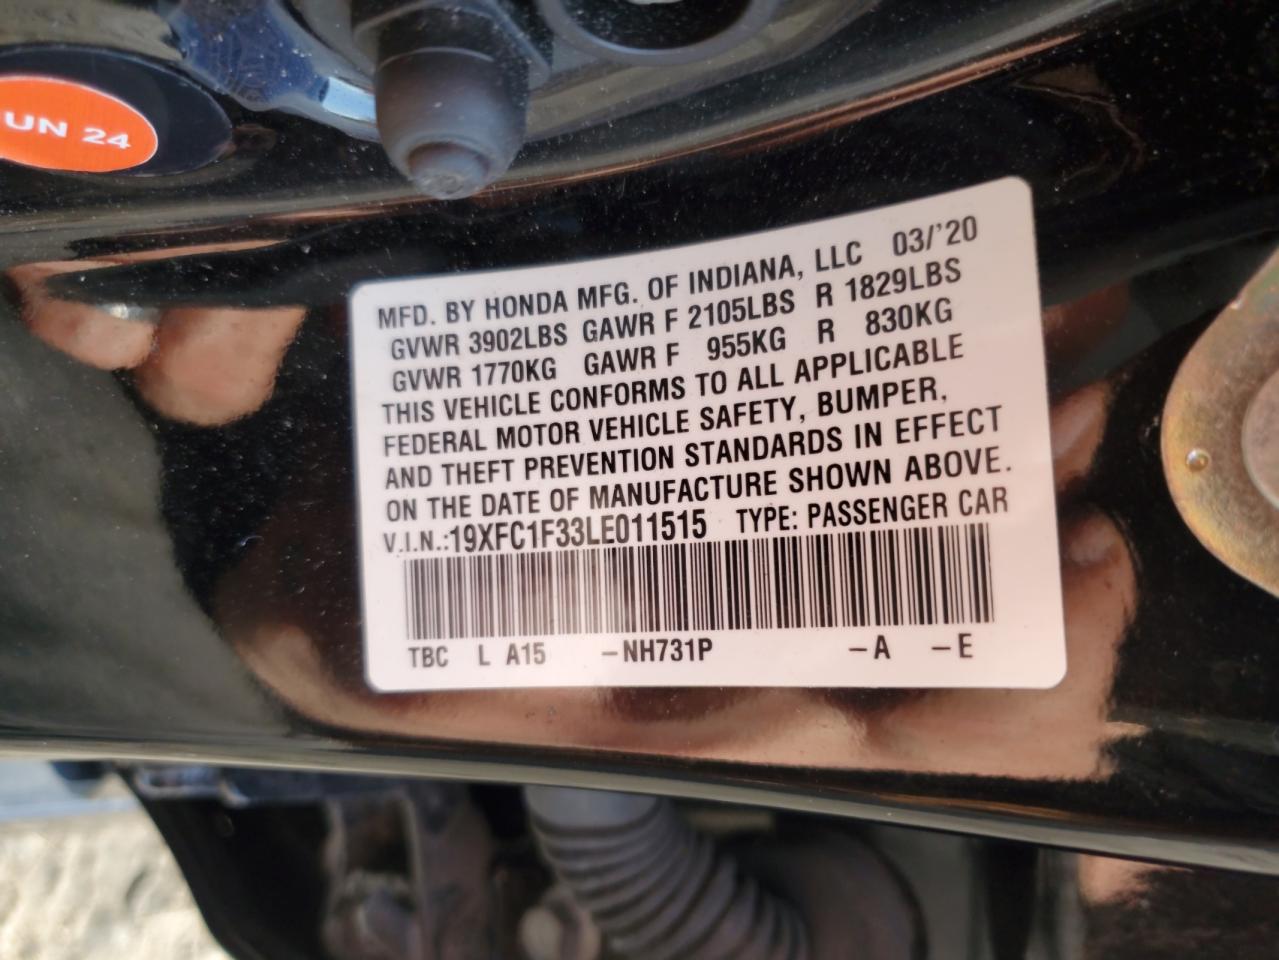 UN 24
MFD. BY HONDA MFG. OF INDIANA, LLC 03/'20
GVWR 3902LBS GAWR F 2105LBS R 1829LBS
GVWR 1770KG GAWR F 955KG R 830KG
THIS VEHICLE CONFORMS TO ALL APPLICABLE
FEDERAL MOTOR VEHICLE SAFETY, BUMPER,
AND THEFT PREVENTION STANDARDS IN EFFECT
ON THE DATE OF MANUFACTURE SHOWN ABOVE.
V.I.N.:19XFC1F33LE011515 TYPE: PASSENGER CAR
TBC L A15 –NH731P –A –E